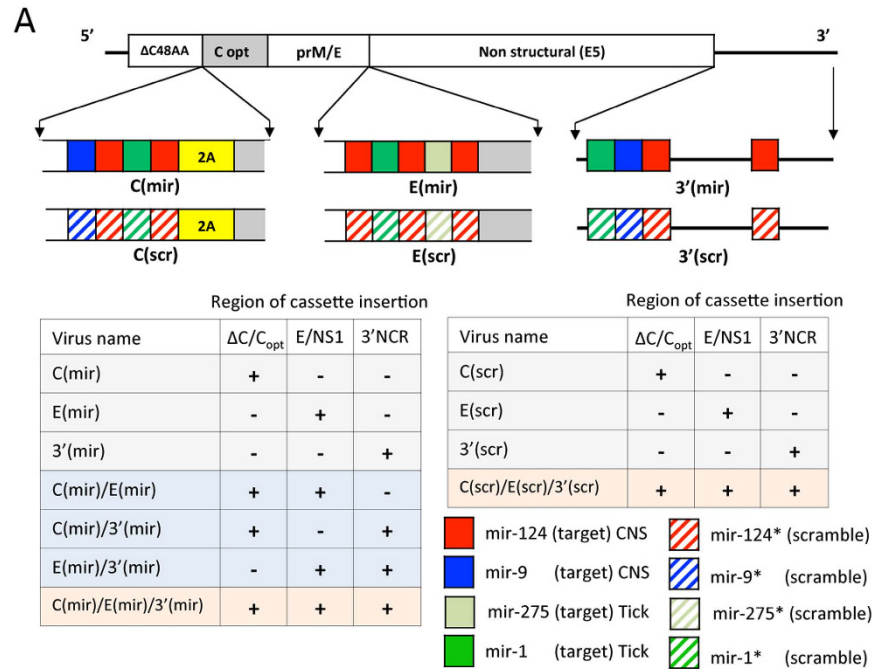 A
5’ 3’
ΔC48AA C opt prM/E Non structural (E5)
2A
C(mir) E(mir) 3’(mir)
2A
C(scr) E(scr) 3’(scr)
Region of cassette insertion
Virus name ΔC/Copt E/NS1 3’NCR
C(mir) + - -
E(mir) - + -
3’(mir) - - +
C(mir)/E(mir) + + -
C(mir)/3’(mir) + - +
E(mir)/3’(mir) - + +
C(mir)/E(mir)/3’(mir) + + +
Region of cassette insertion
Virus name ΔC/Copt E/NS1 3’NCR
C(scr) + - -
E(scr) - + -
3’(scr) - - +
C(scr)/E(scr)/3’(scr) + + +
mir-124 (target) CNS mir-124* (scramble)
mir-9 (target) CNS mir-9* (scramble)
mir-275 (target) Tick mir-275* (scramble)
mir-1 (target) Tick mir-1* (scramble)